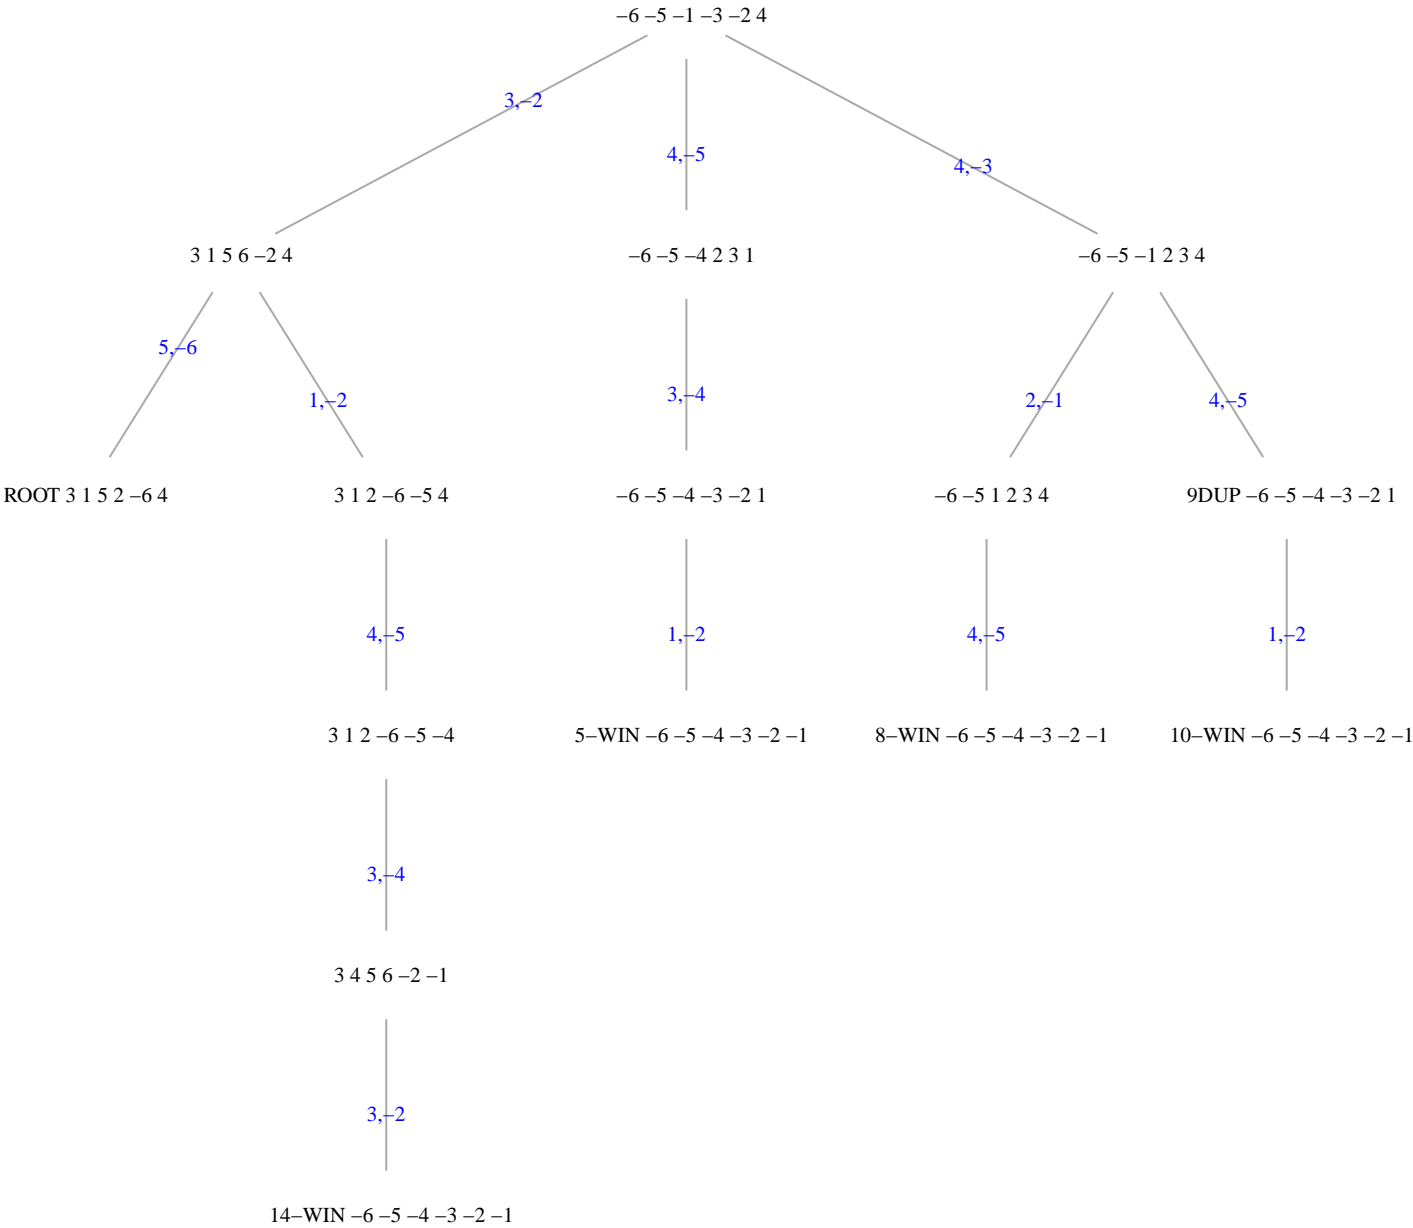 –6 –5 –1 –3 –2 4
3,–2
4,–5
4,–3
3 1 5 6 –2 4
–6 –5 –4 2 3 1
–6 –5 –1 2 3 4
5,–6
1,–2
3,–4
2,–1
4,–5
ROOT 3 1 5 2 –6 4
3 1 2 –6 –5 4
–6 –5 –4 –3 –2 1
–6 –5 1 2 3 4
9DUP –6 –5 –4 –3 –2 1
4,–5
1,–2
4,–5
1,–2
3 1 2 –6 –5 –4
5–WIN –6 –5 –4 –3 –2 –1
8–WIN –6 –5 –4 –3 –2 –1
10–WIN –6 –5 –4 –3 –2 –1
3,–4
3 4 5 6 –2 –1
3,–2
14–WIN –6 –5 –4 –3 –2 –1